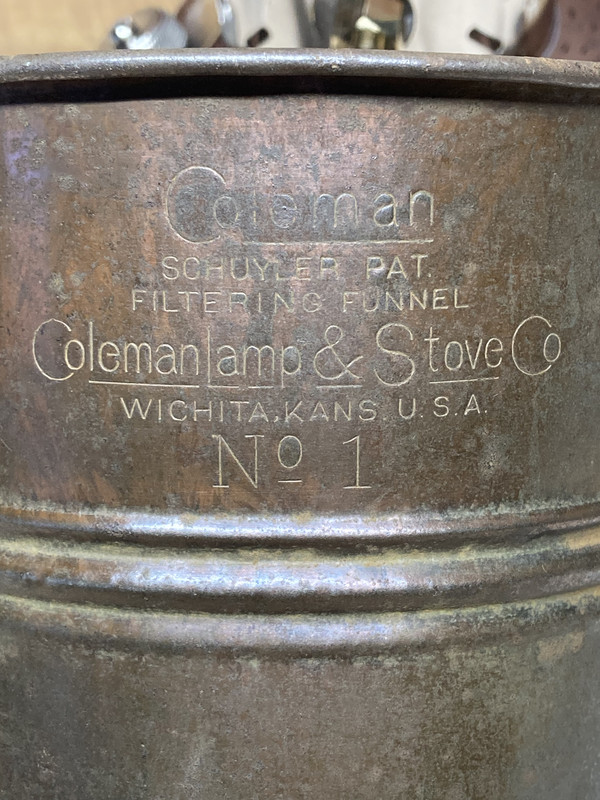 Coleman
SCHUYLER PAT.
FILTERING FUNNEL
Coleman Lamp & Stove Co
WICHITA, KANS. U.S.A.
No 1